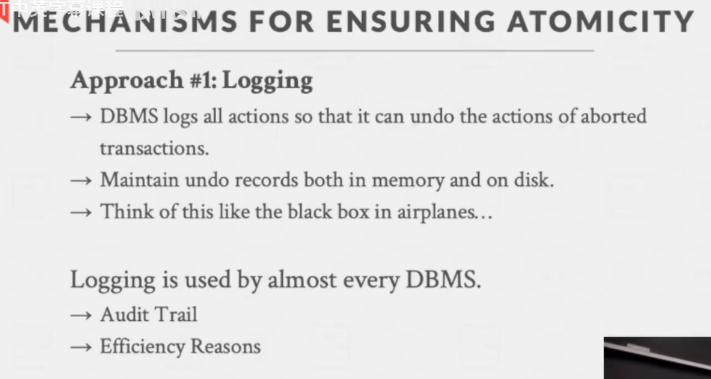 MECHANISMS FOR ENSURING ATOMICITY
Approach #1: Logging
→ DBMS logs all actions so that it can undo the actions of aborted
transactions.
→ Maintain undo records both in memory and on disk.
→ Think of this like the black box in airplanes…
Logging is used by almost every DBMS.
→ Audit Trail
→ Efficiency Reasons